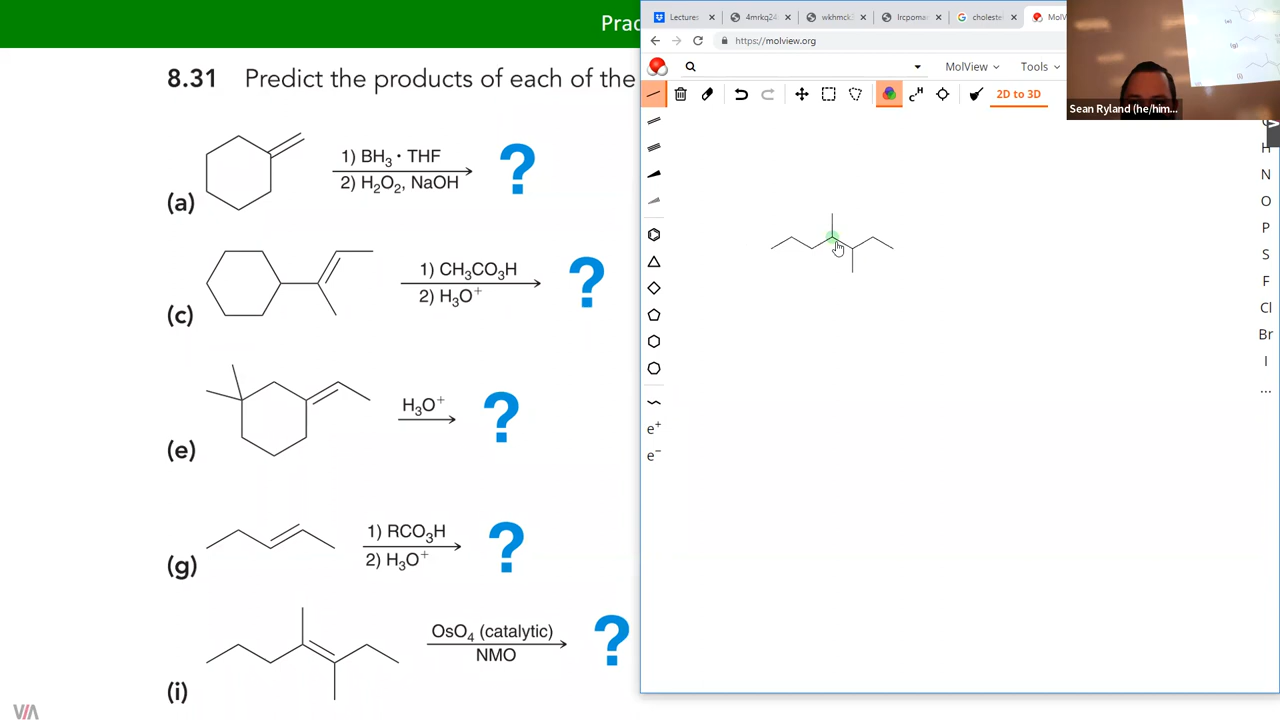 Prac
8.31 Predict the products of each of the
(a)
1) BH₃ · THF
2) H₂O₂, NaOH
?
(c)
1) CH₃CO₃H
2) H₃O⁺
?
(e)
H₃O⁺
?
(g)
1) RCO₃H
2) H₃O⁺
?
(i)
OsO₄ (catalytic)
NMO
?
VIA
Lecture:
4mrkq24
wkhmck
lrcpoma
choleste
MolV
https://molview.org
MolView
Tools
C H
2D to 3D
Sean Ryland (he/him...
(e)
(g)
(i)
H
N
O
P
S
F
Cl
Br
I
...
e⁺
e⁻